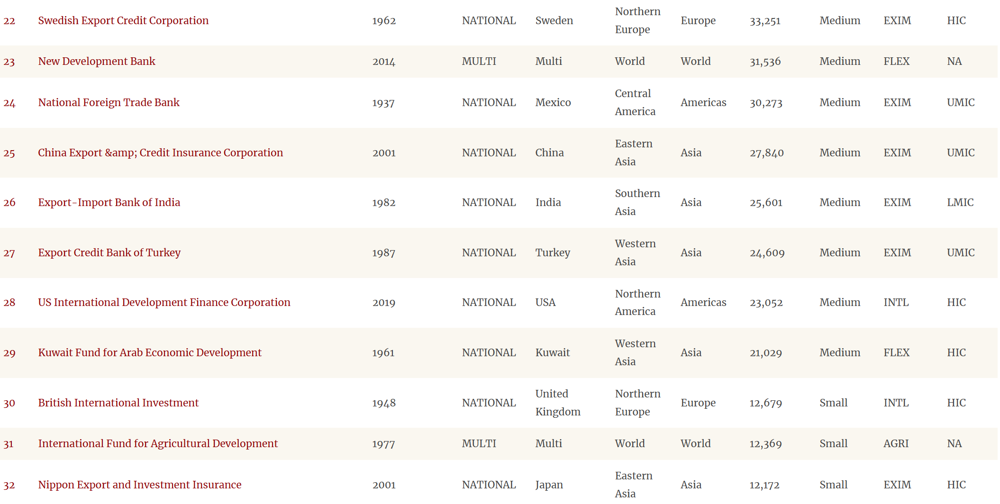 22 Swedish Export Credit Corporation 1962 NATIONAL Sweden Northern Europe Europe 33,251 Medium EXIM HIC
23 New Development Bank 2014 MULTI Multi World World 31,536 Medium FLEX NA
24 National Foreign Trade Bank 1937 NATIONAL Mexico Central America Americas 30,273 Medium EXIM UMIC
25 China Export &amp; Credit Insurance Corporation 2001 NATIONAL China Eastern Asia Asia 27,840 Medium EXIM UMIC
26 Export-Import Bank of India 1982 NATIONAL India Southern Asia Asia 25,601 Medium EXIM LMIC
27 Export Credit Bank of Turkey 1987 NATIONAL Turkey Western Asia Asia 24,609 Medium EXIM UMIC
28 US International Development Finance Corporation 2019 NATIONAL USA Northern America Americas 23,052 Medium INTL HIC
29 Kuwait Fund for Arab Economic Development 1961 NATIONAL Kuwait Western Asia Asia 21,029 Medium FLEX HIC
30 British International Investment 1948 NATIONAL United Kingdom Northern Europe Europe 12,679 Small INTL HIC
31 International Fund for Agricultural Development 1977 MULTI Multi World World 12,369 Small AGRI NA
32 Nippon Export and Investment Insurance 2001 NATIONAL Japan Eastern Asia Asia 12,172 Small EXIM HIC